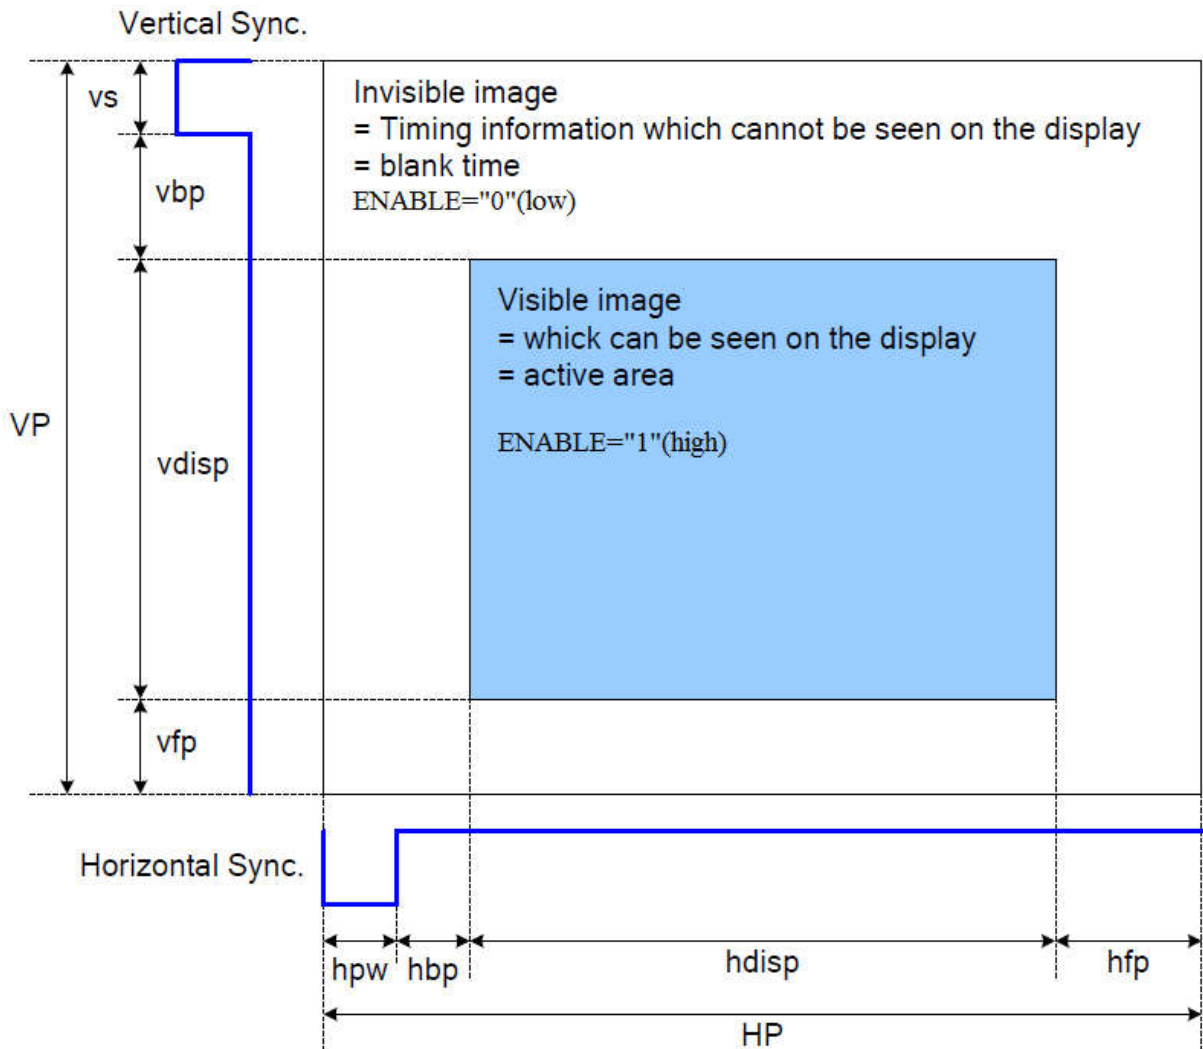 Vertical Sync.
vs
Invisible image
= Timing information which cannot be seen on the display
= blank time
ENABLE="0"(low)
vbp
Visible image
= whick can be seen on the display
= active area
ENABLE="1"(high)
VP
vdisp
vfp
Horizontal Sync.
hpw
hbp
hdisp
hfp
HP